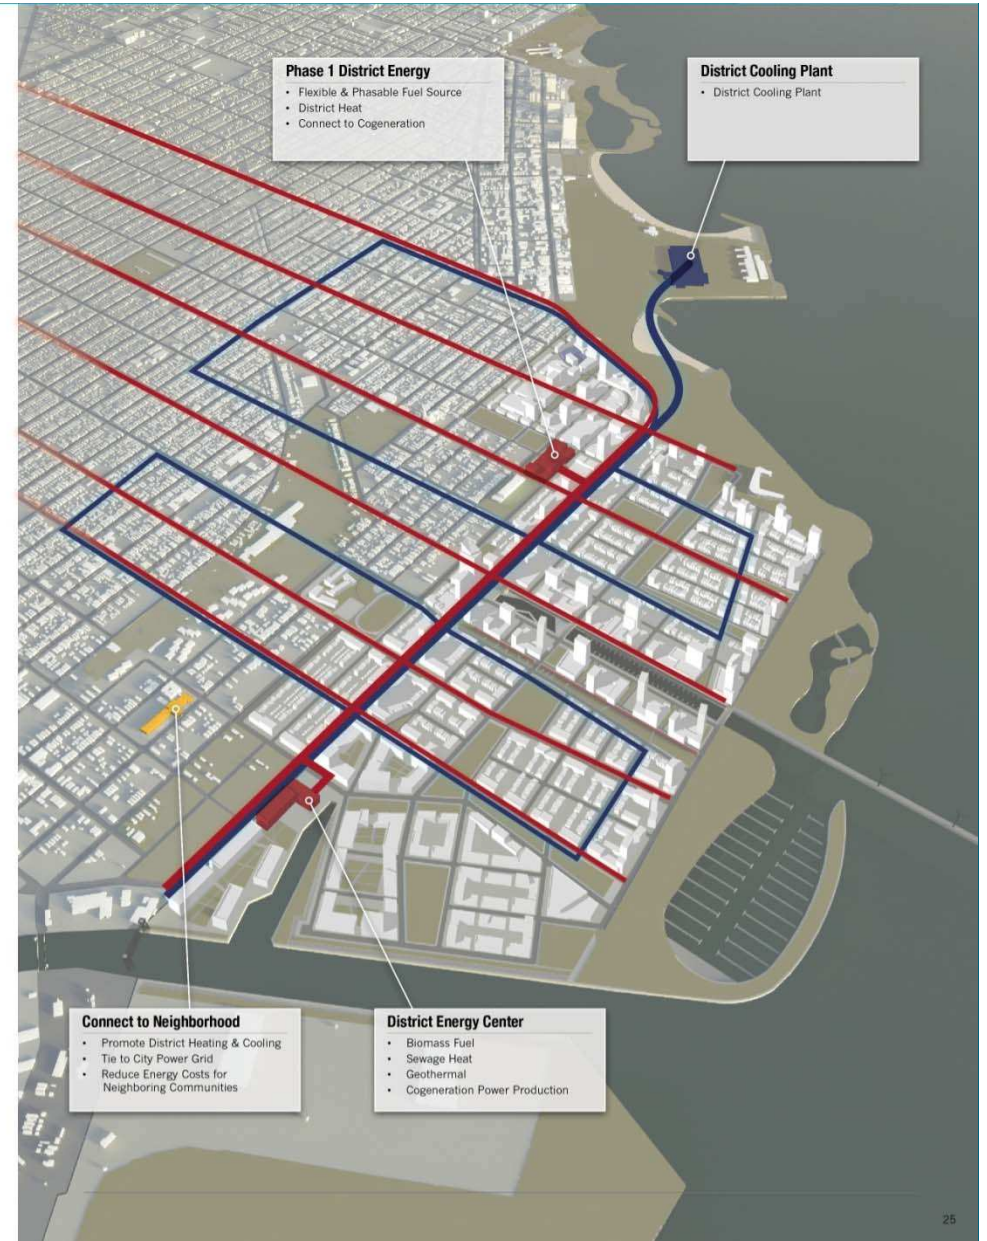 Phase 1 District Energy
• Flexible & Phasable Fuel Source
• District Heat
• Connect to Cogeneration
District Cooling Plant
• District Cooling Plant
Connect to Neighborhood
• Promote District Heating & Cooling
• Tie to City Power Grid
• Reduce Energy Costs for
Neighboring Communities
District Energy Center
• Biomass Fuel
• Sewage Heat
• Geothermal
• Cogeneration Power Production
25